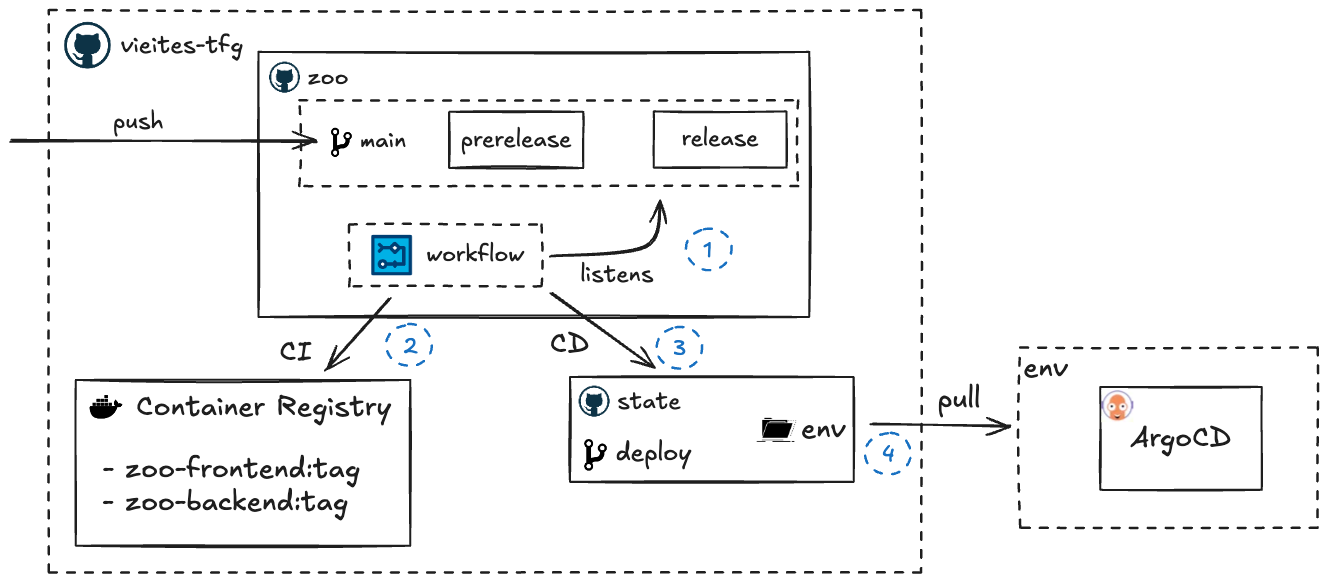 vieites-tfg
zoo
push
main
prerelease
release
workflow
listens
1
CI
2
CD
3
Container Registry
- zoo-frontend:tag
- zoo-backend:tag
state
deploy
env
4
pull
env
ArgoCD